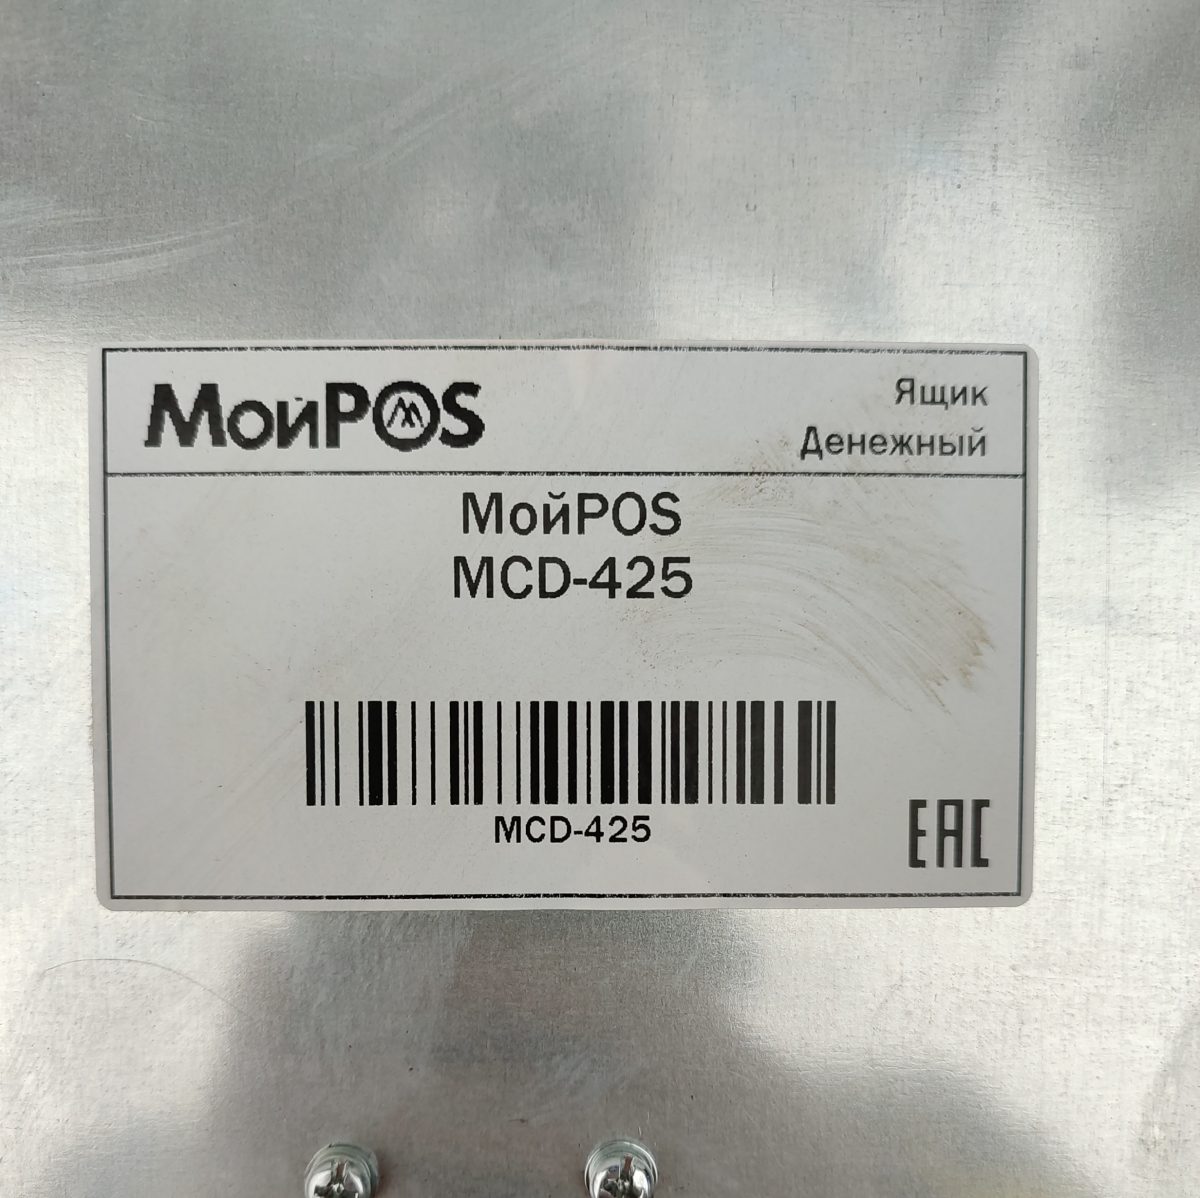 МойPOS
Ящик
Денежный
МойPOS
MCD-425
MCD-425
EAC